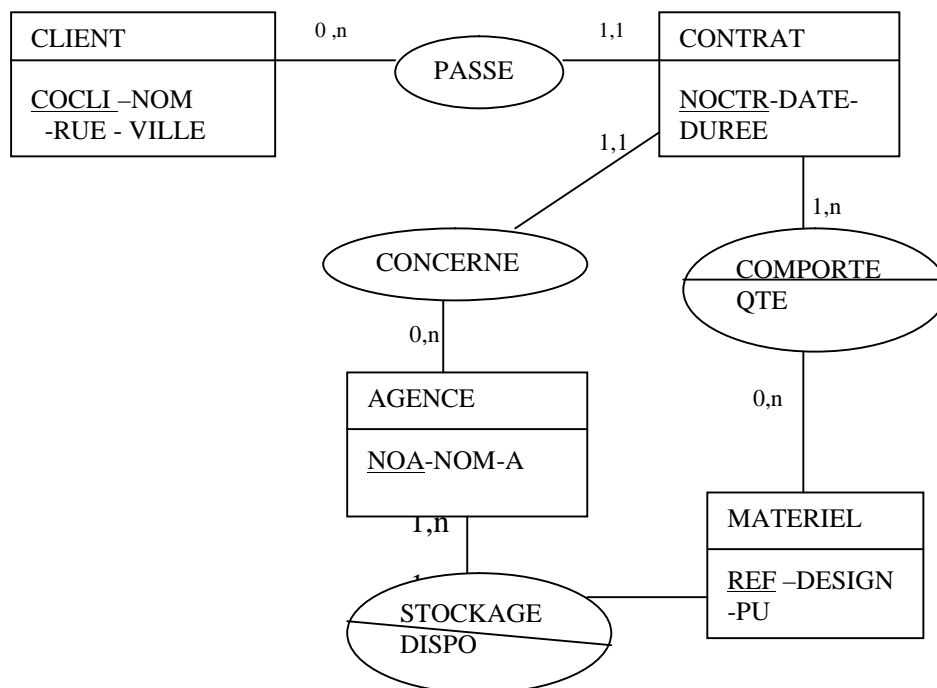 CLIENT
0 ,n
1,1
CONTRAT
PASSE
COCLI –NOM
-RUE - VILLE
NOCTR-DATE-
DUREE
1,1
1,n
CONCERNE
COMPORTE
QTE
0,n
AGENCE
0,n
NOA-NOM-A
MATERIEL
1,n
REF –DESIGN
-PU
STOCKAGE
DISPO